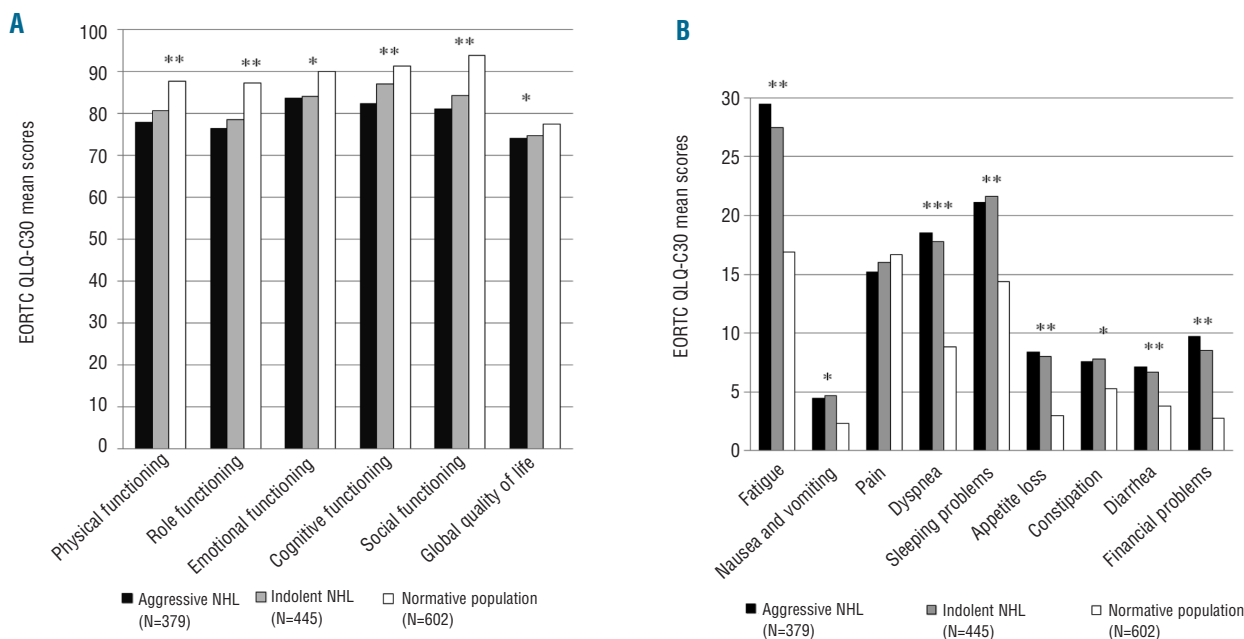 A
EORTC QLQ-C30 mean scores
100
90
80
70
60
50
40
30
20
10
0
**
**
*
**
**
*
Physical functioning
Role functioning
Emotional functioning
Cognitive functioning
Social functioning
Global quality of life
Aggressive NHL
(N=379)
Indolent NHL
(N=445)
Normative population
(N=602)
B
EORTC QLQ-C30 mean scores
30
25
20
15
10
5
0
**
*
***
**
**
*
**
**
Fatigue
Nausea and vomiting
Pain
Dyspnea
Sleeping problems
Appetite loss
Constipation
Diarrhea
Financial problems
Aggressive NHL
(N=379)
Indolent NHL
(N=445)
Normative population
(N=602)